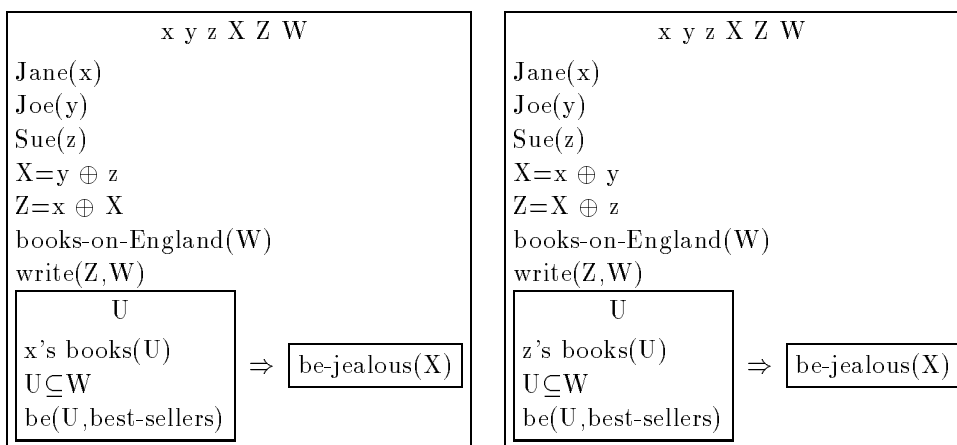 x y z X Z W
Jane(x)
Joe(y)
Sue(z)
X=y ⊕ z
Z=x ⊕ X
books-on-England(W)
write(Z,W)
U
x's books(U)
U⊆W
be(U,best-sellers)
⇒ be-jealous(X)
x y z X Z W
Jane(x)
Joe(y)
Sue(z)
X=x ⊕ y
Z=X ⊕ z
books-on-England(W)
write(Z,W)
U
z's books(U)
U⊆W
be(U,best-sellers)
⇒ be-jealous(X)